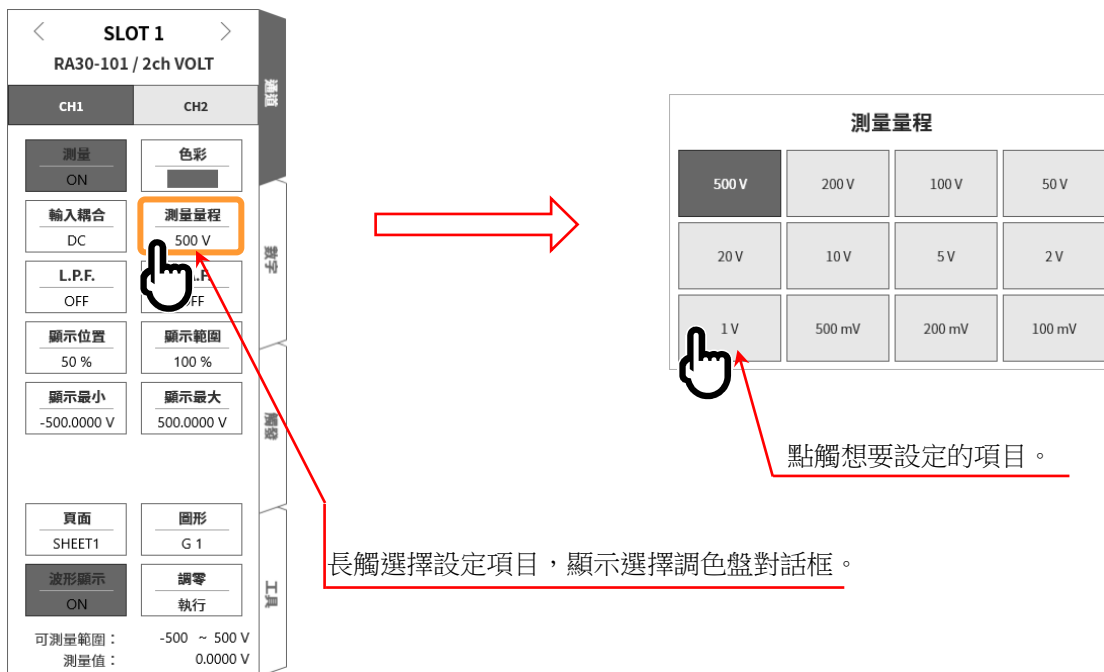 SLOT 1
RA30-101 / 2ch VOLT
CH1
CH2
測量
ON
色彩
輸入耦合
DC
測量量程
500 V
L.P.F.
OFF
.F.
FF
顯示位置
50 %
顯示範圍
100 %
顯示最小
-500.0000 V
顯示最大
500.0000 V
頁面
SHEET1
圖形
G 1
波形顯示
ON
調零
執行
可測量範圍：
-500 ~ 500 V
測量值：
0.0000 V
通道
數字
觸發
工具
測量量程
500 V
200 V
100 V
50 V
20 V
10 V
5 V
2 V
1 V
500 mV
200 mV
100 mV
點觸想要設定的項目。
長觸選擇設定項目，顯示選擇調色盤對話框。